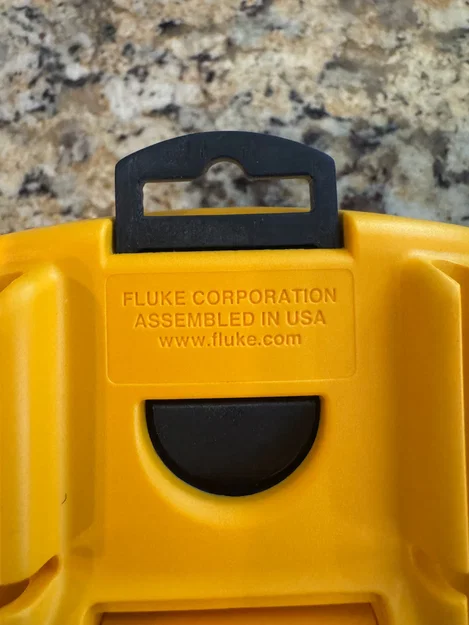 FLUKE CORPORATION
ASSEMBLED IN USA
www.fluke.com